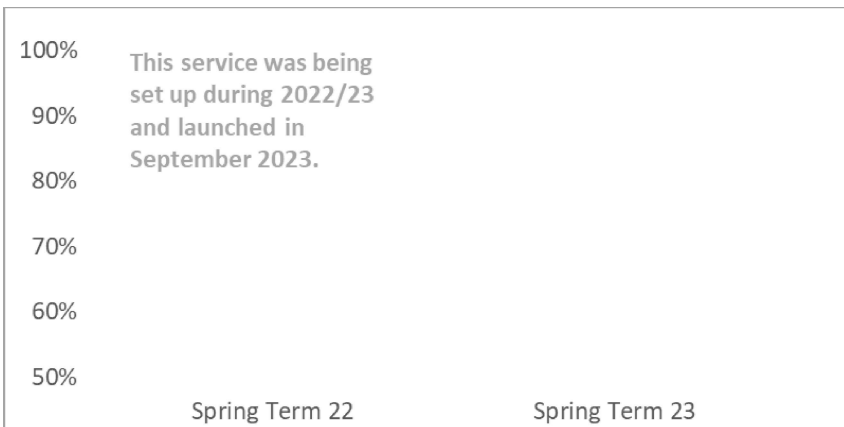 100%
This service was being
set up during 2022/23
90%
and launched in
September 2023.
80%
70%
60%
50%
Spring Term 22 Spring Term 23